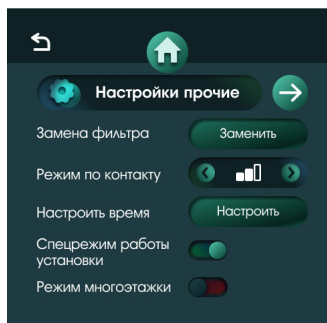 Настройки прочие
Замена фильтра
Заменить
Режим по контакту
Настроить время
Настроить
Спецрежим работы
установки
Режим многоэтажки